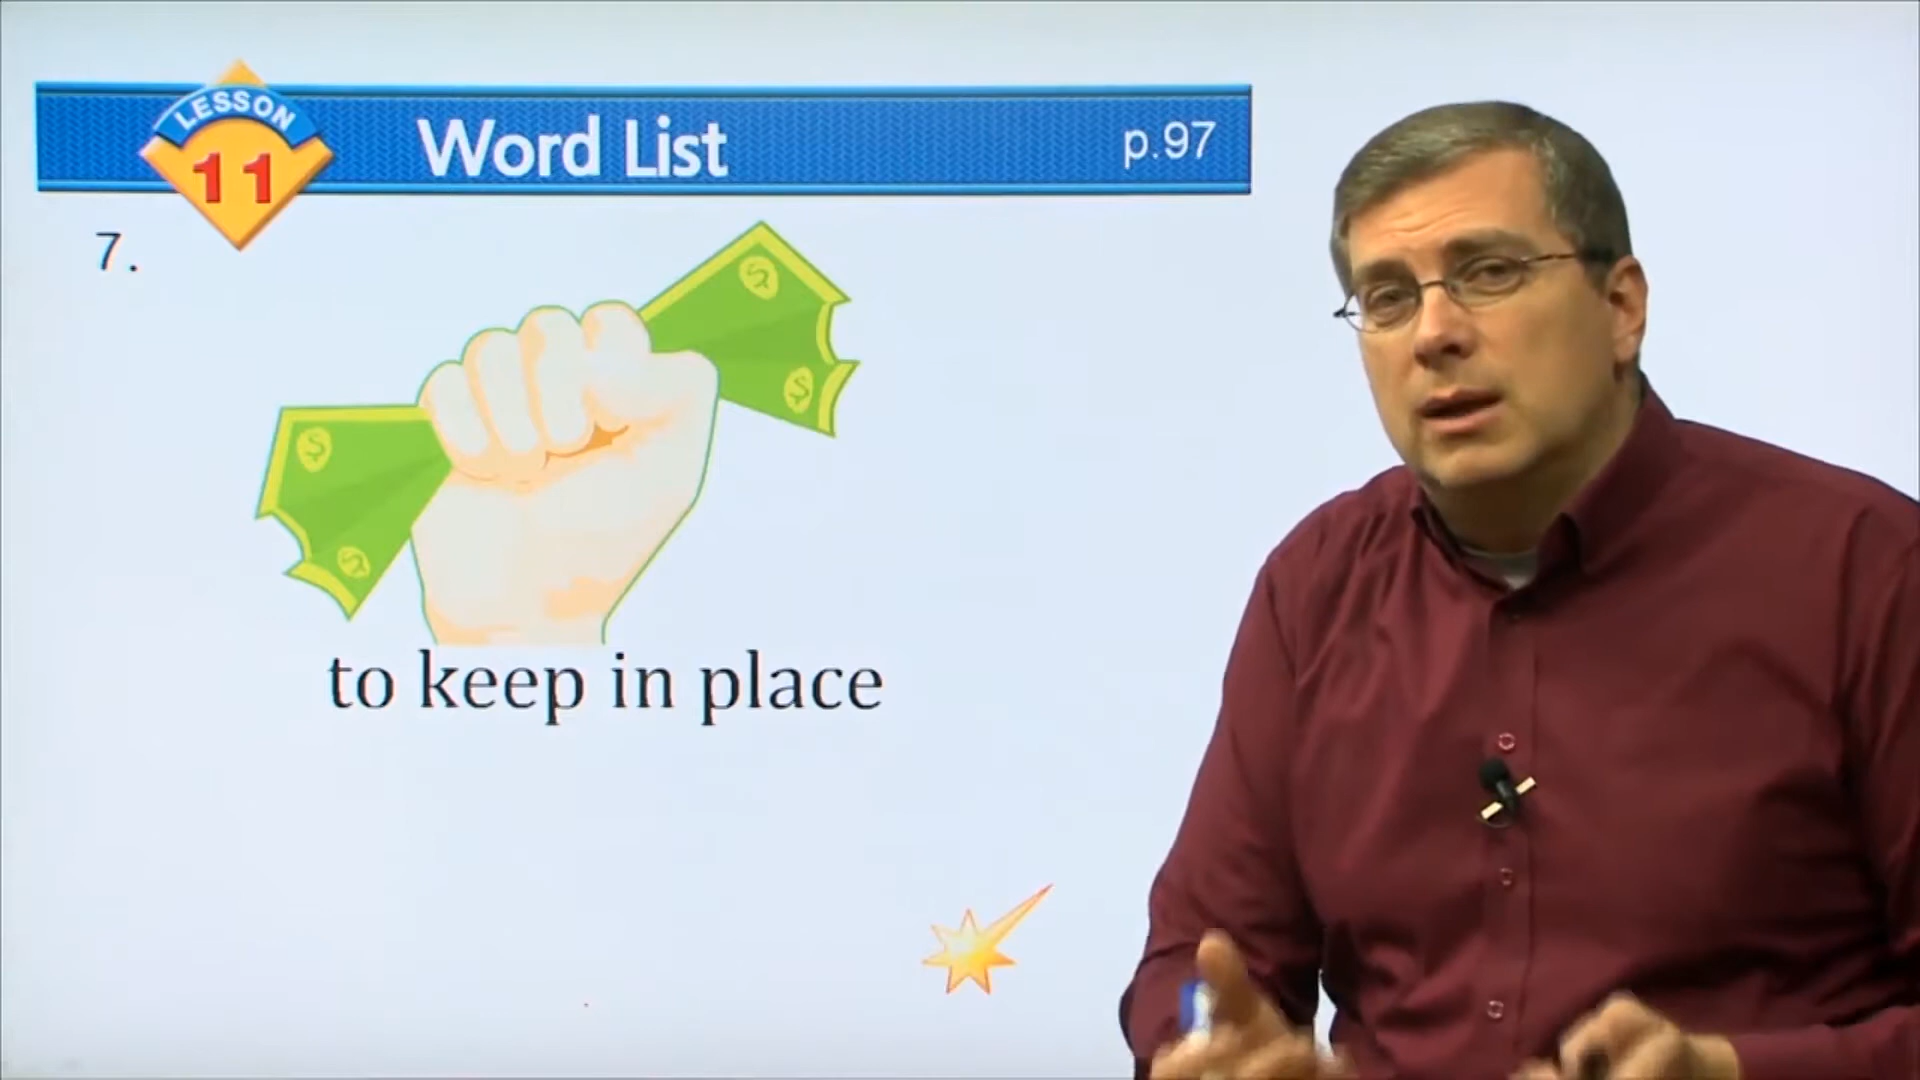 LESSON
11
Word List
p.97
7.
$
$
$
$
to keep in place